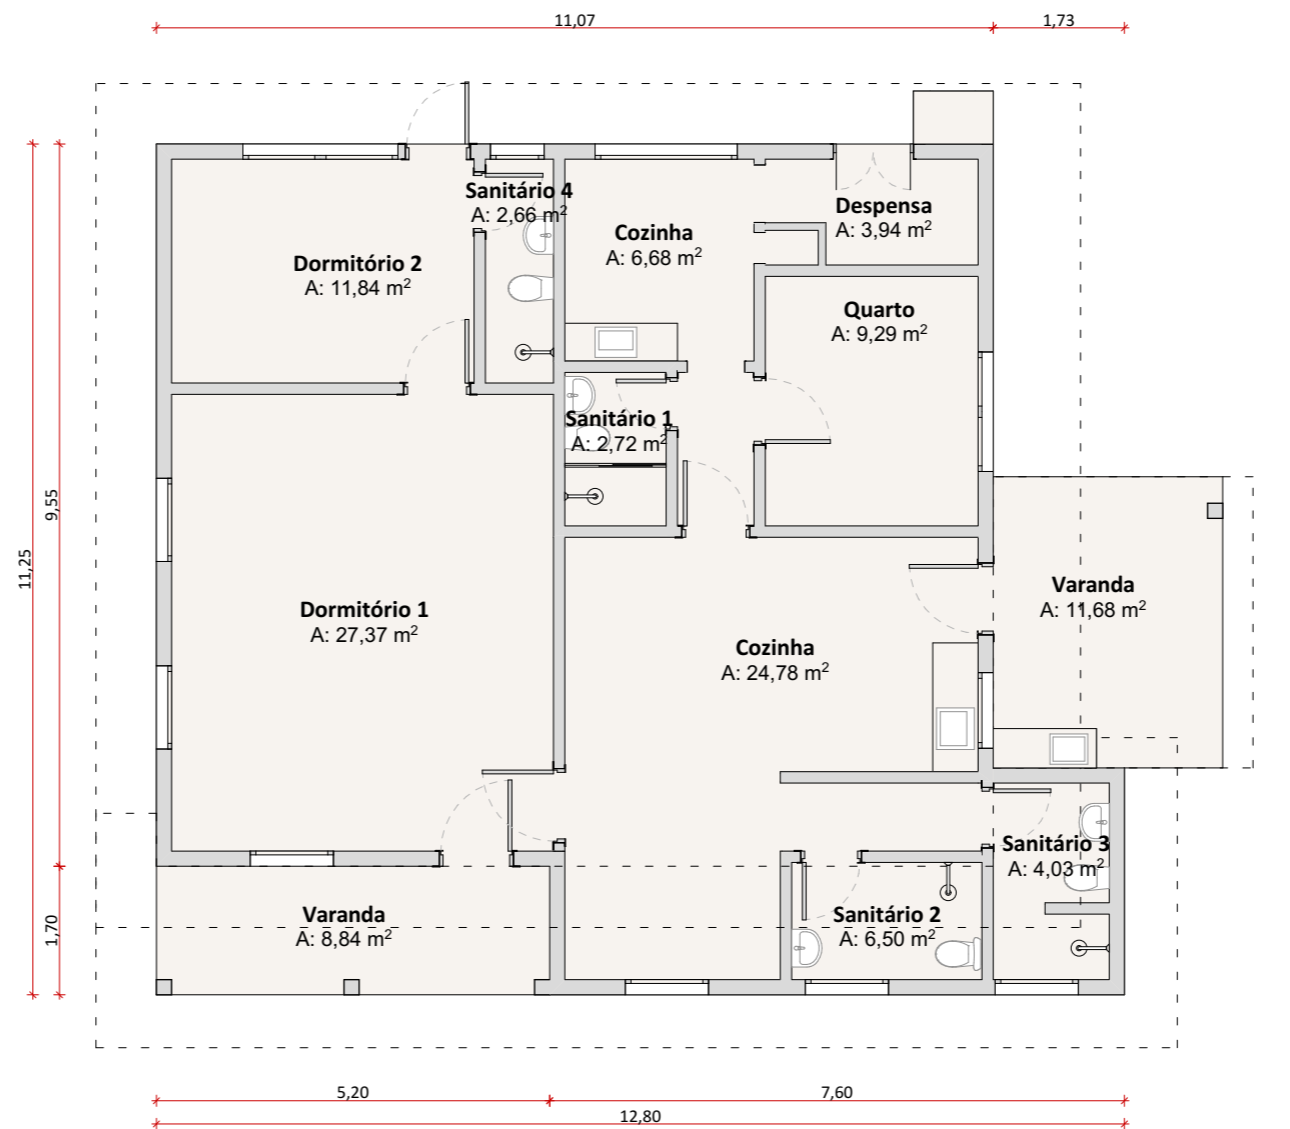 11,07
1,73
Sanitário 4
A: 2,66 m²
Despensa
A: 3,94 m²
Cozinha
A: 6,68 m²
Dormitório 2
A: 11,84 m²
Quarto
A: 9,29 m²
Sanitário 1
A: 2,72 m²
9,55
11,25
Dormitório 1
A: 27,37 m²
Varanda
A: 11,68 m²
Cozinha
A: 24,78 m²
Sanitário 3
A: 4,03 m²
Varanda
A: 8,84 m²
Sanitário 2
A: 6,50 m²
1,70
5,20
7,60
12,80